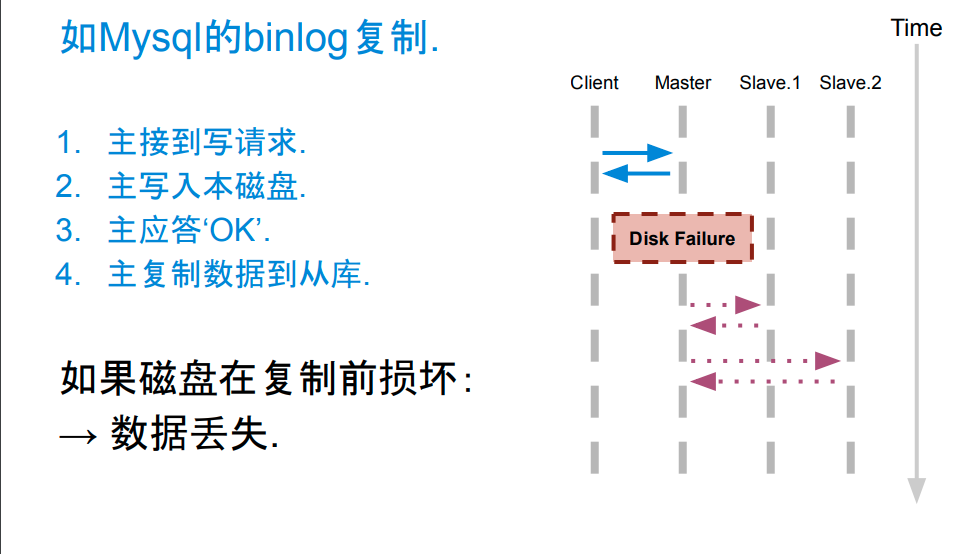 如Mysql的binlog复制.
1. 主接到写请求.
2. 主写入本磁盘.
3. 主应答‘OK’.
4. 主复制数据到从库.
如果磁盘在复制前损坏:
→ 数据丢失.
Time
Client Master Slave.1 Slave.2
Disk Failure